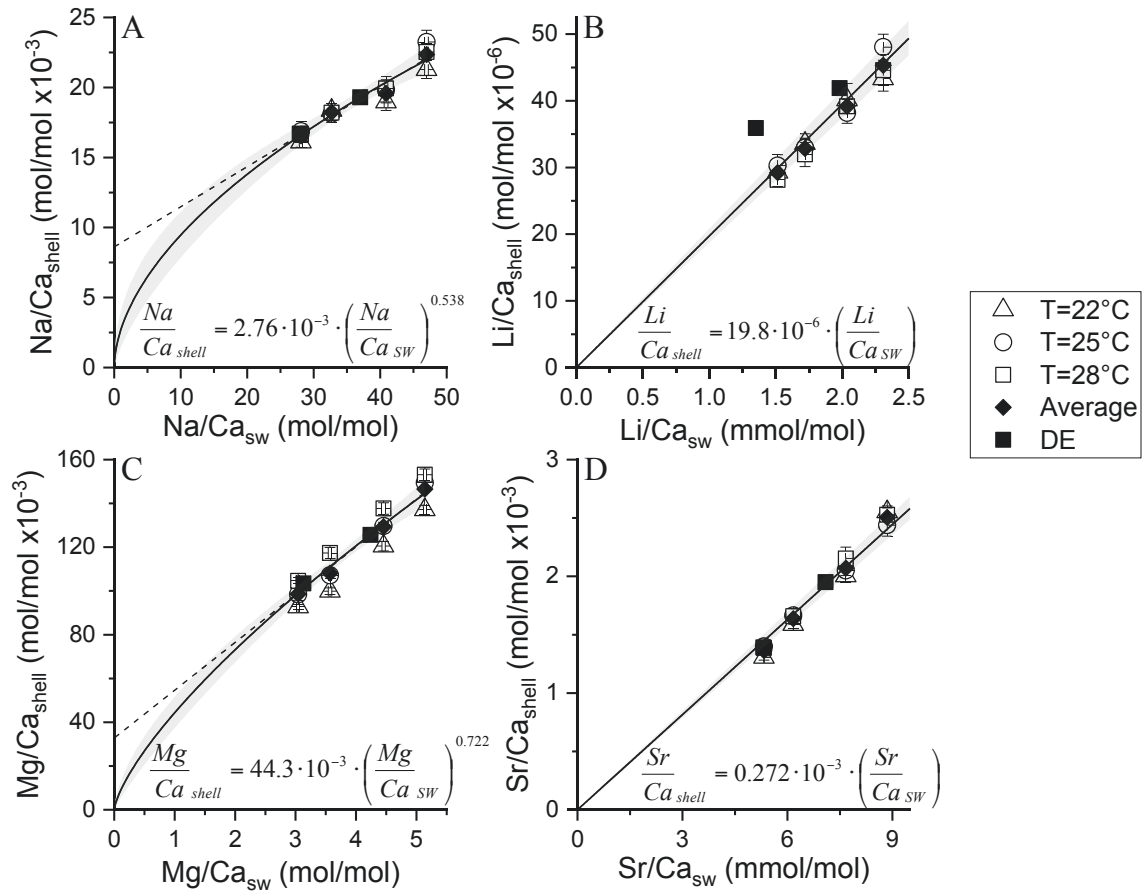 A
Na/Ca_shell (mol/mol x10⁻³)
25
20
15
10
5
0
Na/Ca_shell = 2.76·10⁻³·(Na/Ca_SW)^0.538
0 10 20 30 40 50
Na/Ca_sw (mol/mol)
B
Li/Ca_shell (mol/mol x10⁻⁶)
50
40
30
20
10
0
Li/Ca_shell = 19.8·10⁻⁶·(Li/Ca_SW)
0.0 0.5 1.0 1.5 2.0 2.5
Li/Ca_sw (mmol/mol)
T=22°C
T=25°C
T=28°C
Average
DE
C
Mg/Ca_shell (mol/mol x10⁻³)
160
120
80
40
0
Mg/Ca_shell = 44.3·10⁻³·(Mg/Ca_SW)^0.722
0 1 2 3 4 5
Mg/Ca_sw (mol/mol)
D
Sr/Ca_shell (mol/mol x10⁻³)
3
2
1
0
Sr/Ca_shell = 0.272·10⁻³·(Sr/Ca_SW)
0 3 6 9
Sr/Ca_sw (mmol/mol)